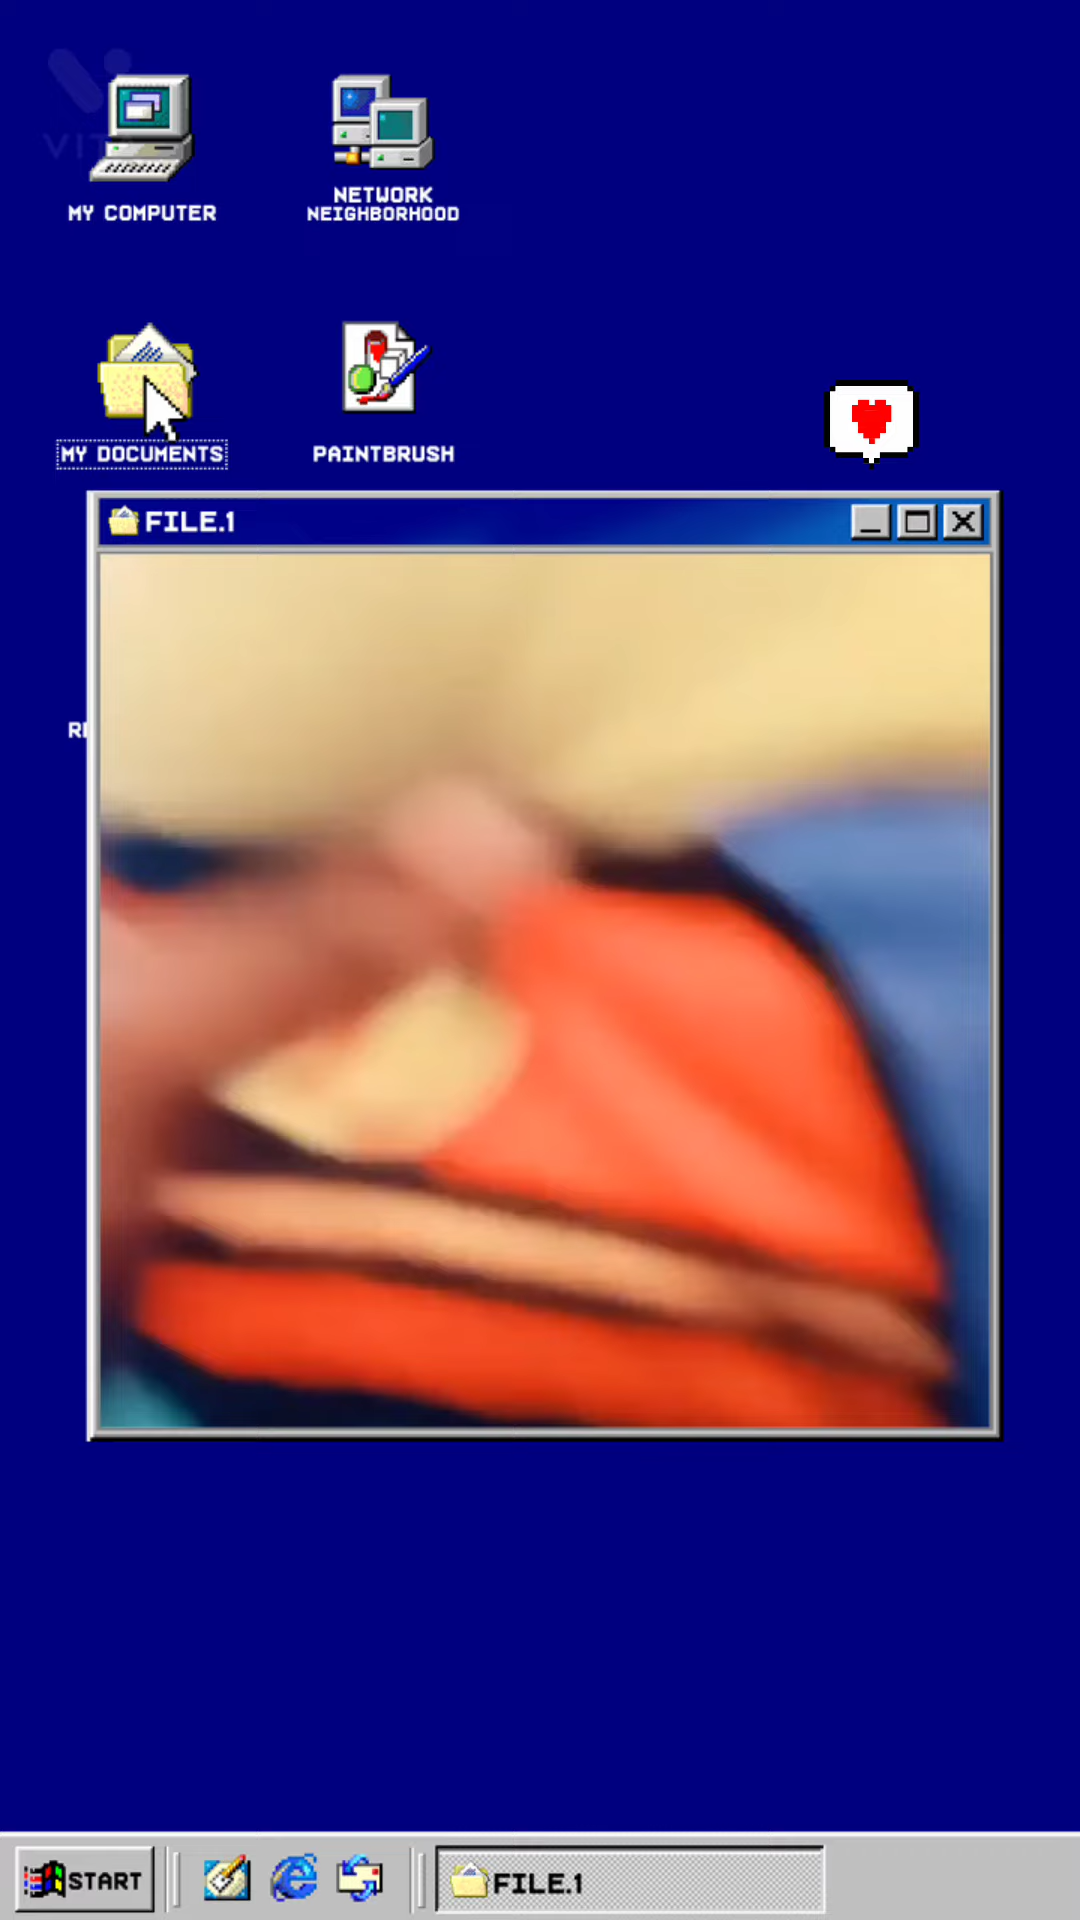 MY COMPUTER
NETWORK
NEIGHBORHOOD
MY DOCUMENTS
PAINTBRUSH
FILE.1
START
FILE.1